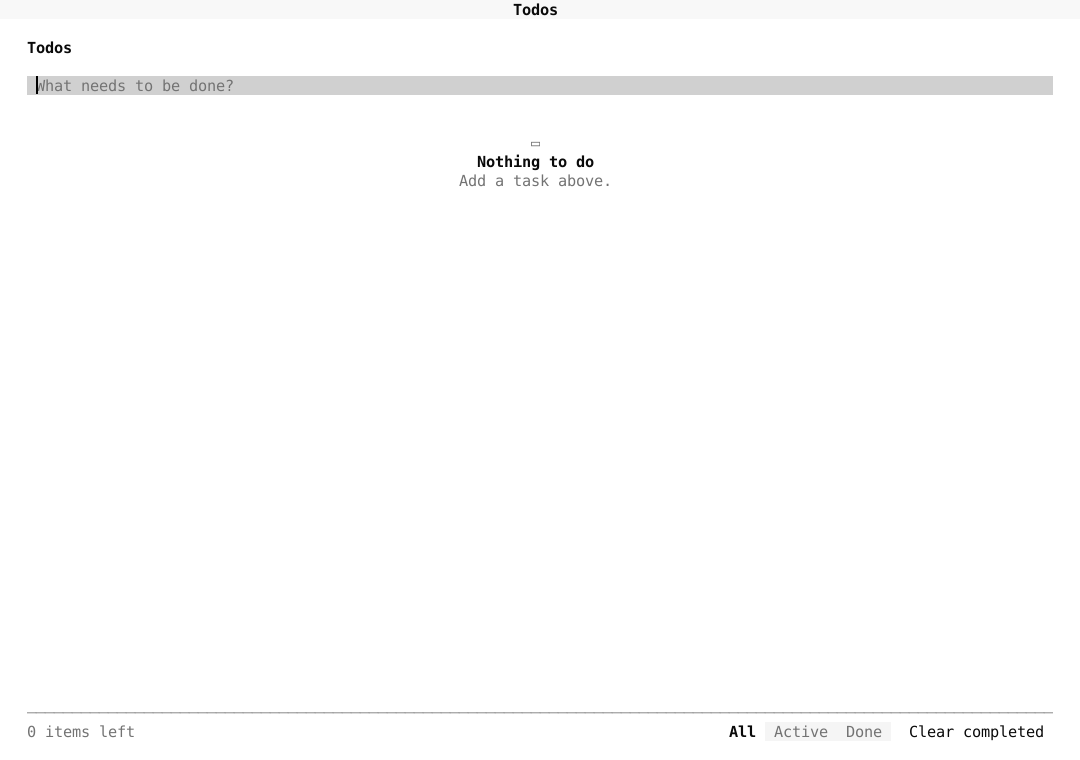 Todos
Todos
What needs to be done?
Nothing to do
Add a task above.
0 items left All Active Done Clear completed